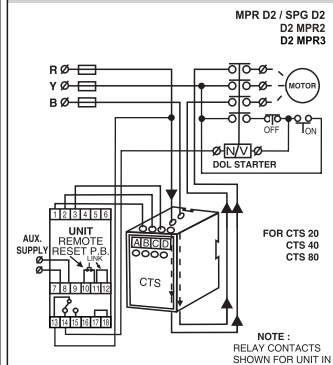 MPR D2 / SPG D2
D2 MPR2
D2 MPR3
R
Y
B
MOTOR
OFF
ON
N/V
DOL STARTER
1 2 3 4 5 6
UNIT
REMOTE
RESET P.B.
LINK
AUX.
SUPPLY
7 8 9 10 11 12
13 14 15 16 17 18
A B C D
CTS
FOR CTS 20
CTS 40
CTS 80
NOTE :
RELAY CONTACTS
SHOWN FOR UNIT IN